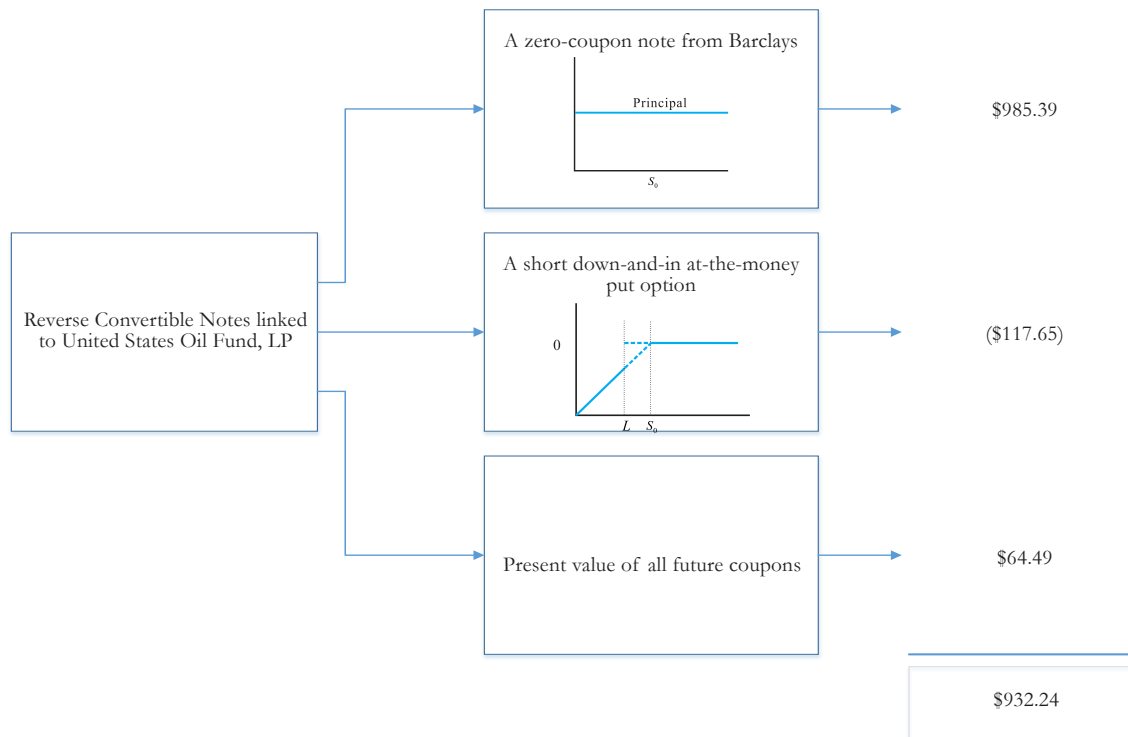 A zero-coupon note from Barclays
Principal
S₀
$985.39
Reverse Convertible Notes linked
to United States Oil Fund, LP
A short down-and-in at-the-money
put option
0
L S₀
($117.65)
Present value of all future coupons
$64.49
$932.24